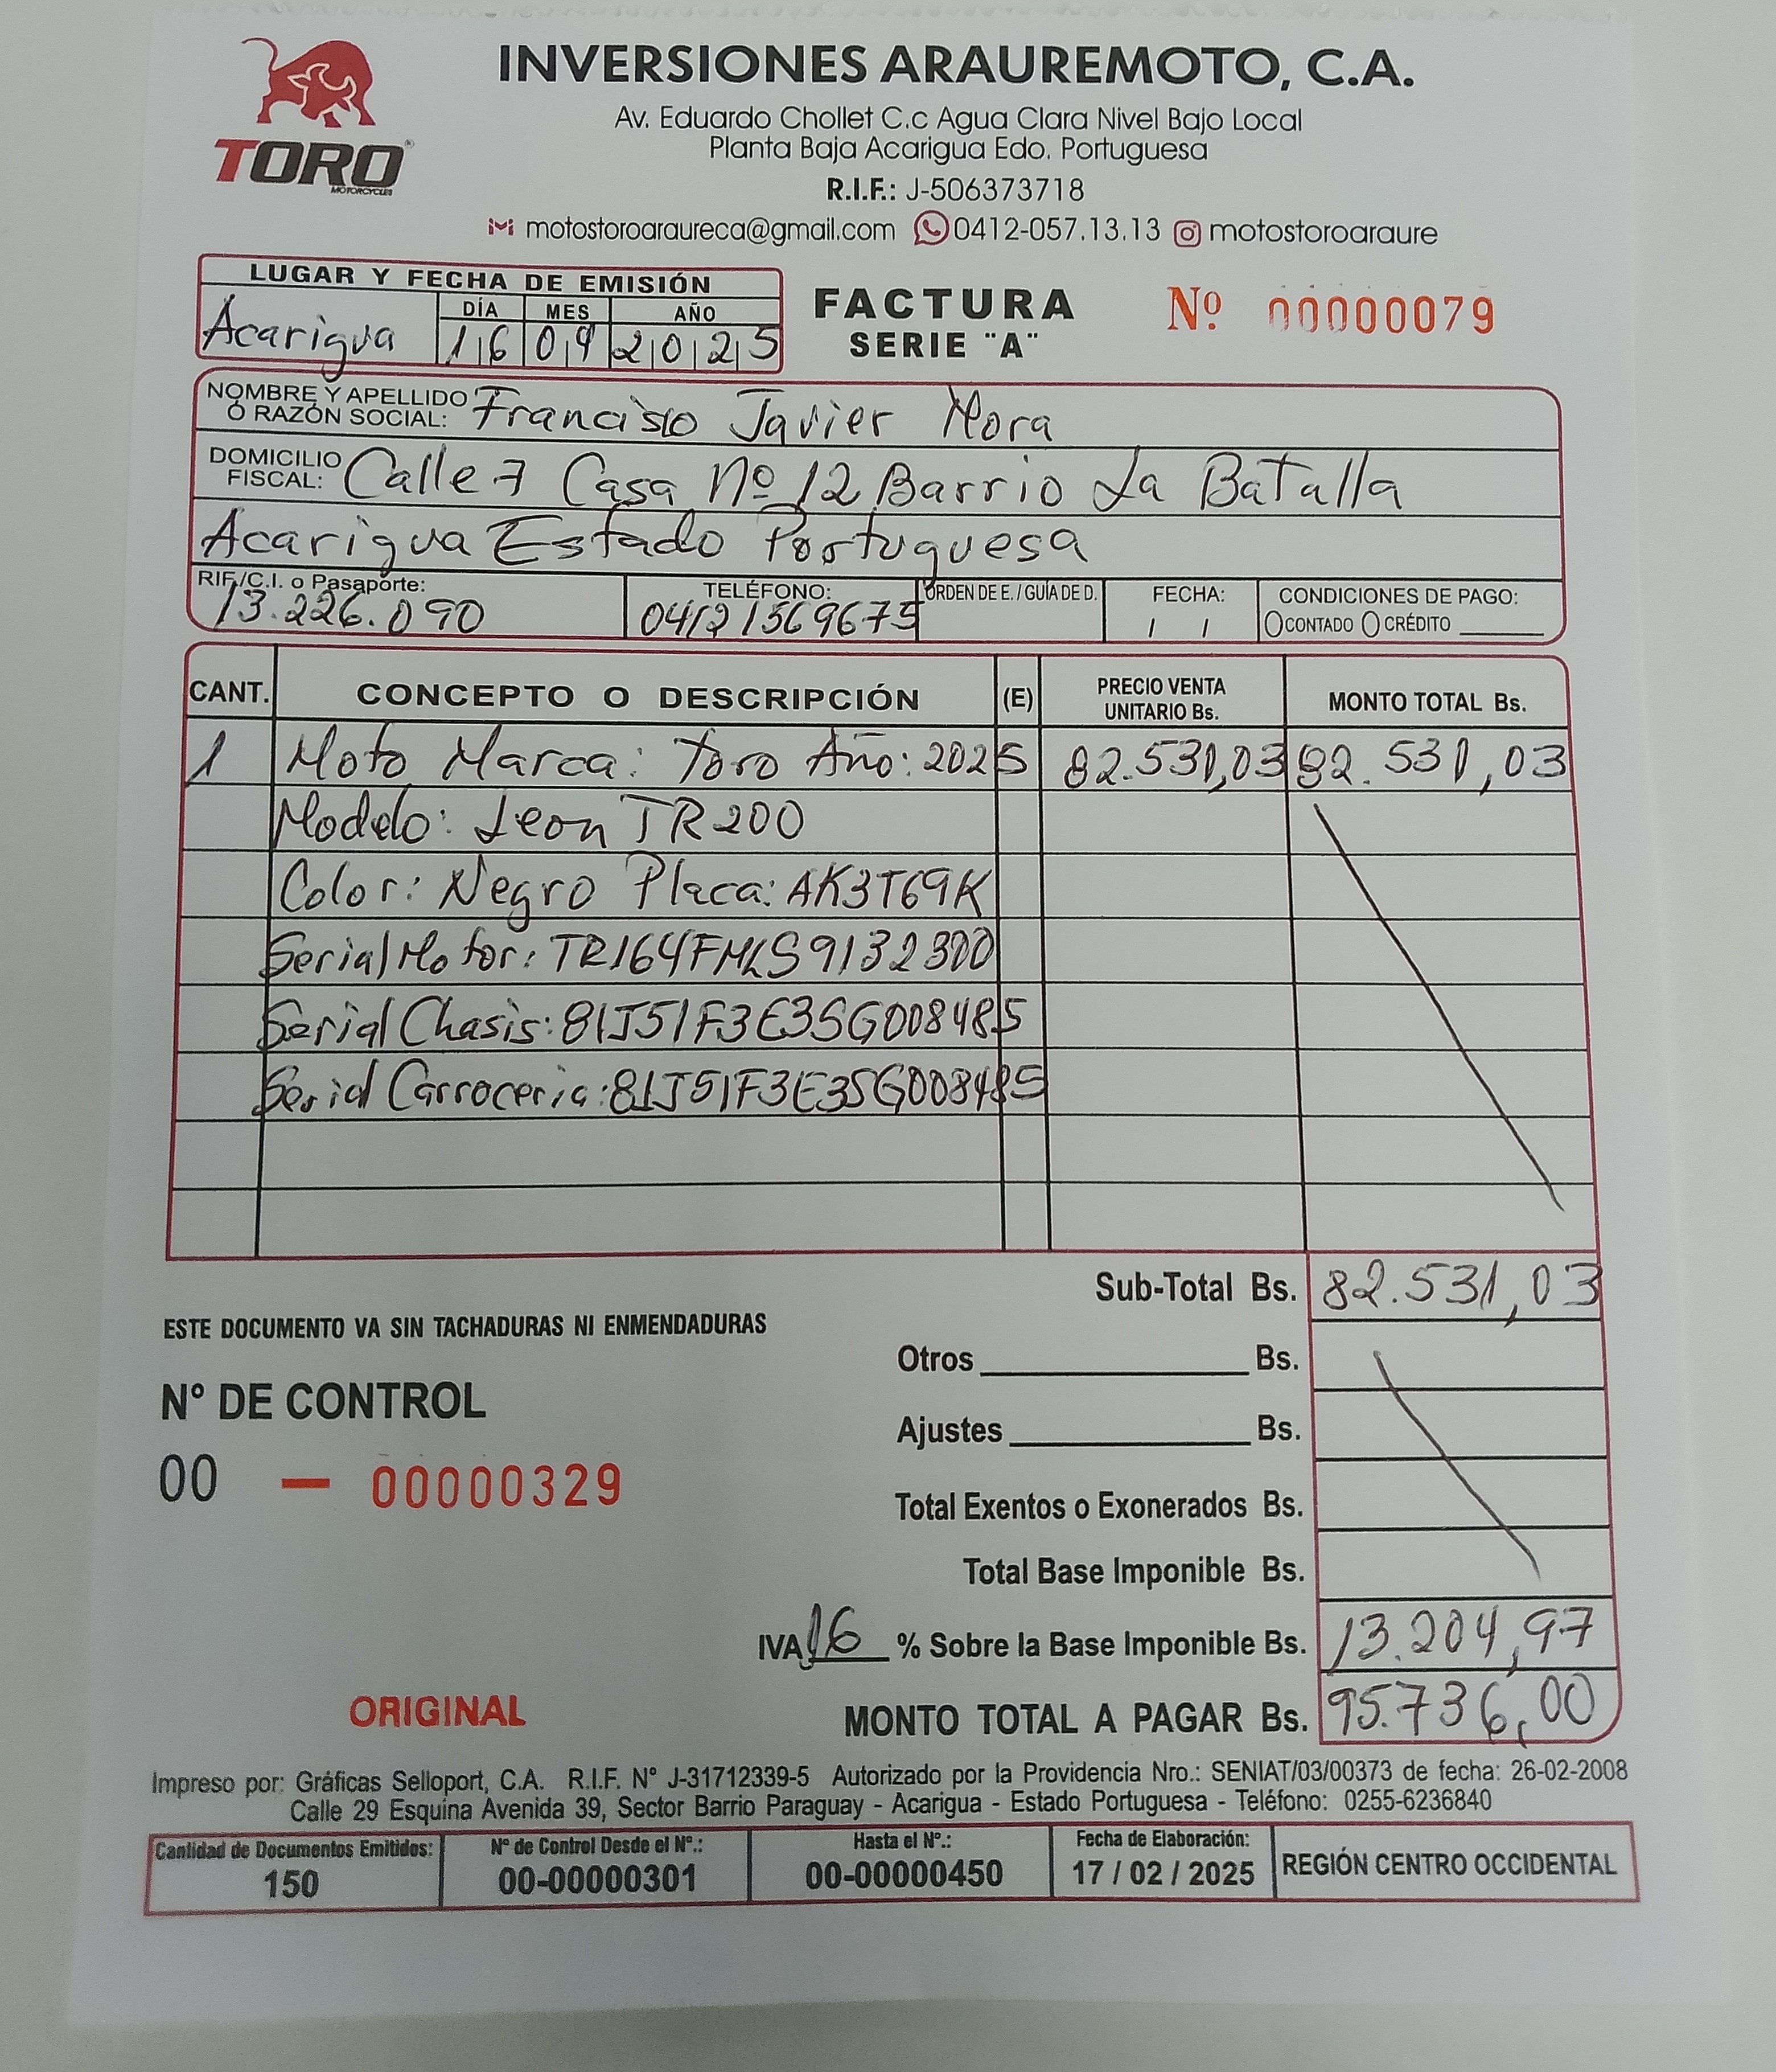 TORO
MOTORCYCLES
INVERSIONES ARAUREMOTO, C.A.
Av. Eduardo Chollet C.c Agua Clara Nivel Bajo Local
Planta Baja Acarigua Edo. Portuguesa
R.I.F.: J-506373718
motostoroaraureca@gmail.com 0412-057.13.13 motostoroaraure
LUGAR Y FECHA DE EMISIÓN
DÍA MES AÑO
Acarigua 16 09 2025
FACTURA
SERIE "A"
Nº 00000079
NOMBRE Y APELLIDO
O RAZÓN SOCIAL: Francisco Javier Mora
DOMICILIO
FISCAL: Calle 7 Casa Nº 12 Barrio La Batalla
Acarigua Estado Portuguesa
RIF/C.I. o Pasaporte: TELÉFONO: ORDEN DE E. / GUÍA DE D. FECHA: CONDICIONES DE PAGO:
13.226.090 04121569675 / / CONTADO CRÉDITO
CANT. CONCEPTO O DESCRIPCIÓN (E) PRECIO VENTA UNITARIO Bs. MONTO TOTAL Bs.
1 Moto Marca: Toro Año: 2025 82.531,03 82.531,03
Modelo: Leon TR200
Color: Negro Placa: AK3T69K
Serial Motor: TR164FMLS9132300
Serial Chasis: 81J51F3E3SG008485
Serial Carroceria: 81J51F3E3SG008485
Sub-Total Bs. 82.531,03
ESTE DOCUMENTO VA SIN TACHADURAS NI ENMENDADURAS
Otros Bs.
Nº DE CONTROL
Ajustes Bs.
00 - 00000329
Total Exentos o Exonerados Bs.
Total Base Imponible Bs.
IVA 16 % Sobre la Base Imponible Bs. 13.204,97
ORIGINAL
MONTO TOTAL A PAGAR Bs. 95.736,00
Impreso por: Gráficas Selloport, C.A. R.I.F. Nº J-31712339-5 Autorizado por la Providencia Nro.: SENIAT/03/00373 de fecha: 26-02-2008
Calle 29 Esquina Avenida 39, Sector Barrio Paraguay - Acarigua - Estado Portuguesa - Teléfono: 0255-6236840
Cantidad de Documentos Emitidos: Nº de Control Desde el Nº.: Hasta el Nº.: Fecha de Elaboración: REGIÓN CENTRO OCCIDENTAL
150 00-00000301 00-00000450 17 / 02 / 2025